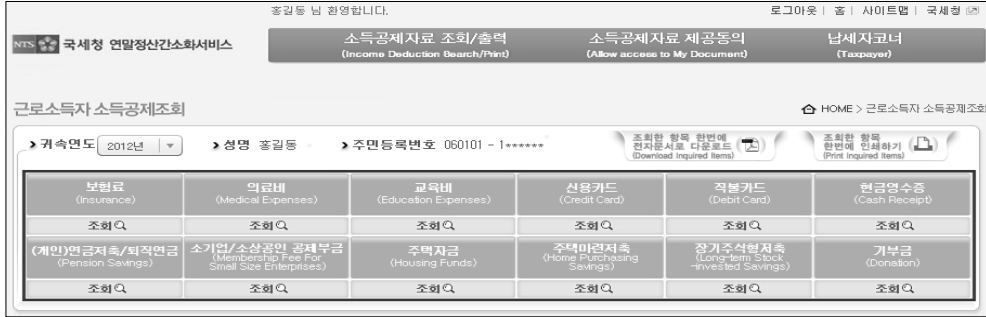 홍길동 님 환영합니다.
로그아웃 | 홈 | 사이트맵 | 국세청
NTS 국세청 연말정산간소화서비스
소득공제자료 조회/출력
(Income Deduction Search/Print)
소득공제자료 제공동의
(Allow access to My Document)
납세자코너
(Taxpayer)
근로소득자 소득공제조회
HOME > 근로소득자 소득공제조회
귀속연도 2012년
성명 홍길동
주민등록번호 060101 - 1******
조회한 항목 한번에
전자문서로 다운로드
(Download Inquired Items)
조회한 항목
한번에 인쇄하기
(Print Inquired Items)
보험료
(Insurance)
의료비
(Medical Expenses)
교육비
(Education Expenses)
신용카드
(Credit Card)
직불카드
(Debit Card)
현금영수증
(Cash Receipt)
조회
조회
조회
조회
조회
조회
(개인)연금저축/퇴직연금
(Pension Savings)
소기업/소상공인 공제부금
(Membership Fee For
Small Size Enterprises)
주택자금
(Housing Funds)
주택마련저축
(Home Purchasing
Savings)
장기주식형저축
(Long-term Stock
-invested Savings)
기부금
(Donation)
조회
조회
조회
조회
조회
조회